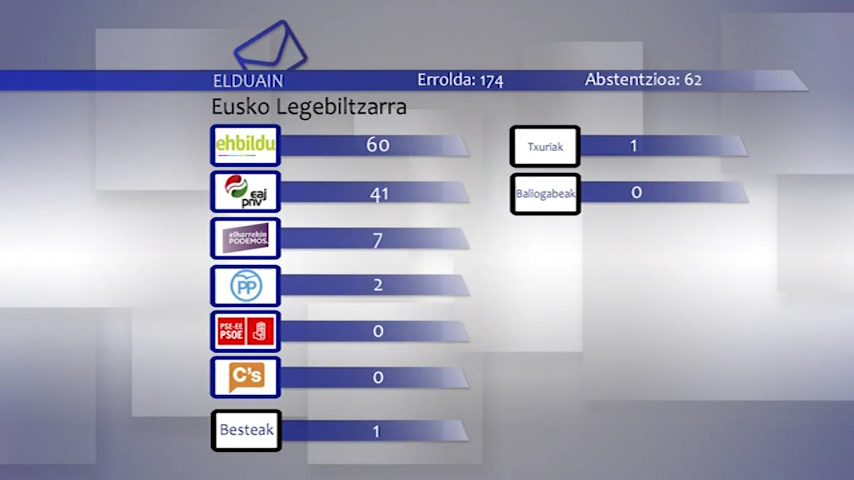 ELDUAIN
Errolda: 174
Abstentzioa: 62
Eusko Legebiltzarra
ehbildu 60
eaj pnv 41
elkarrekin PODEMOS. 7
PP 2
PSE-EE PSOE 0
C's 0
Besteak 1
Txuriak 1
Baliogabeak 0